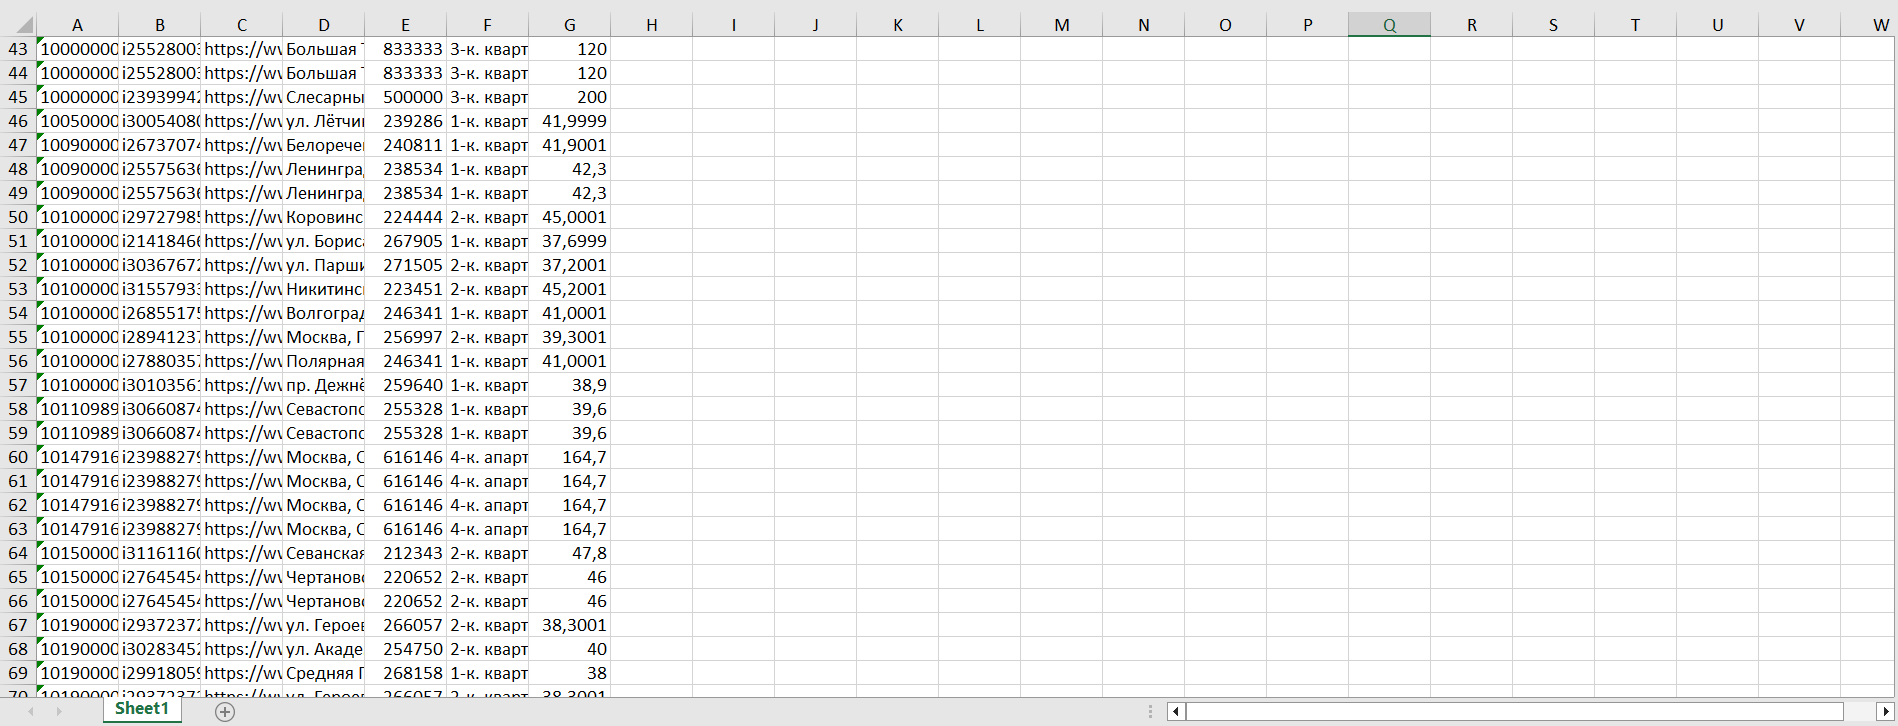 A B C D E F G H I J K L M N O P Q R S T U V W
43 10000000 i2552800 https://w Большая 833333 3-к. кварт 120
44 10000000 i2552800 https://w Большая 833333 3-к. кварт 120
45 10000000 i2393994 https://w Слесарны 500000 3-к. кварт 200
46 10050000 i3005408 https://w ул. Лётчи 239286 1-к. кварт 41,9999
47 10090000 i2673707 https://w Белорече 240811 1-к. кварт 41,9001
48 10090000 i2557563 https://w Ленинград 238534 1-к. кварт 42,3
49 10090000 i2557563 https://w Ленинград 238534 1-к. кварт 42,3
50 10100000 i2972798 https://w Коровинс 224444 2-к. кварт 45,0001
51 10100000 i2141846 https://w ул. Бориса 267905 1-к. кварт 37,6999
52 10100000 i3036767 https://w ул. Парши 271505 2-к. кварт 37,2001
53 10100000 i3155793 https://w Никитинс 223451 2-к. кварт 45,2001
54 10100000 i2685517 https://w Волгоград 246341 1-к. кварт 41,0001
55 10100000 i2894123 https://w Москва, Г 256997 2-к. кварт 39,3001
56 10100000 i2788035 https://w Полярная 246341 1-к. кварт 41,0001
57 10100000 i3010356 https://w пр. Дежнё 259640 1-к. кварт 38,9
58 10110989 i3066087 https://w Севастопо 255328 1-к. кварт 39,6
59 10110989 i3066087 https://w Севастопо 255328 1-к. кварт 39,6
60 10147916 i2398827 https://w Москва, С 616146 4-к. апарт 164,7
61 10147916 i2398827 https://w Москва, С 616146 4-к. апарт 164,7
62 10147916 i2398827 https://w Москва, С 616146 4-к. апарт 164,7
63 10147916 i2398827 https://w Москва, С 616146 4-к. апарт 164,7
64 10150000 i3116116 https://w Севанская 212343 2-к. кварт 47,8
65 10150000 i2764545 https://w Чертанов 220652 2-к. кварт 46
66 10150000 i2764545 https://w Чертанов 220652 2-к. кварт 46
67 10190000 i2937237 https://w ул. Героев 266057 2-к. кварт 38,3001
68 10190000 i3028345 https://w ул. Акаде 254750 2-к. кварт 40
69 10190000 i2991805 https://w Средняя П 268158 1-к. кварт 38
70 10190000 i2937237 https://w ул. Героев 266057 2-к. кварт 38,3001
Sheet1